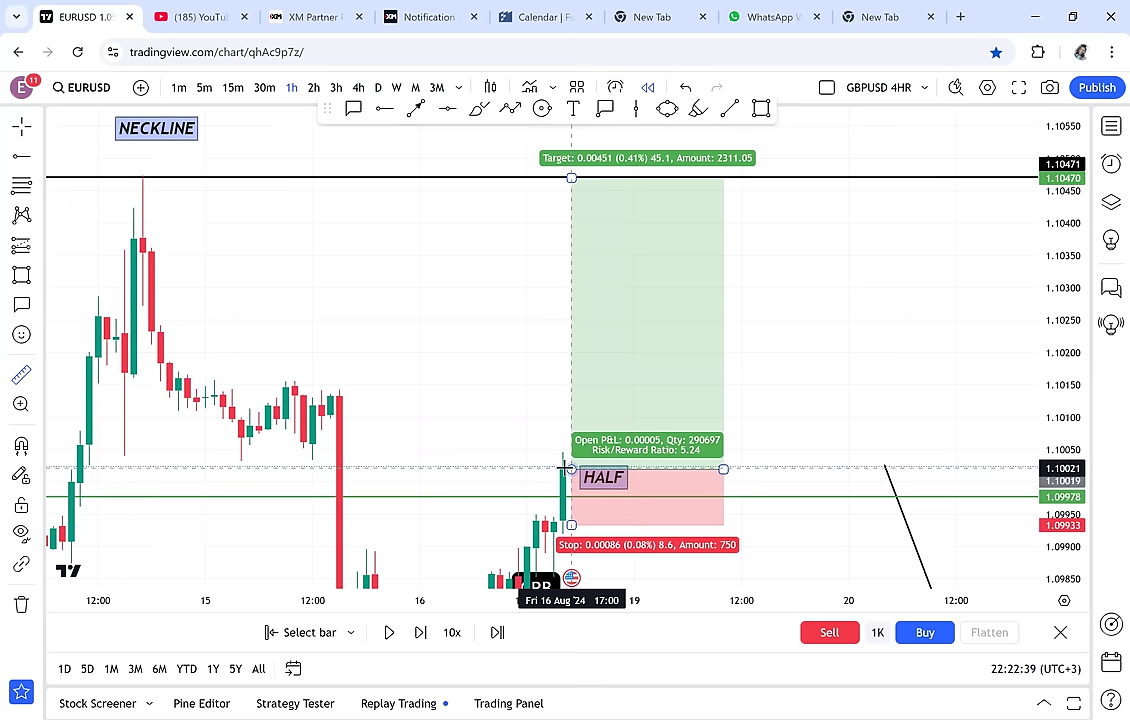 EURUSD 1.0
(185) YouTu
XM XM Partner
XM Notification
Calendar | F
New Tab
WhatsApp
New Tab
tradingview.com/chart/qhAc9p7z/
E 11 EURUSD 1m 5m 15m 30m 1h 2h 3h 4h D W M 3M GBPUSD 4HR Publish
NECKLINE
Target: 0.00451 (0.41%) 45.1, Amount: 2311.05
Open P&L: 0.00005, Qty: 290697
Risk/Reward Ratio: 5.24
HALF
Stop: 0.00086 (0.08%) 8.6, Amount: 750
1.10550
1.10471
1.10470
1.10450
1.10400
1.10350
1.10300
1.10250
1.10200
1.10150
1.10100
1.10050
1.10021
1.10019
1.09978
1.09950
1.09933
1.09900
1.09850
12:00 15 12:00 16 Fri 16 Aug '24 17:00 19 12:00 20 12:00
Select bar 10x Sell 1K Buy Flatten
1D 5D 1M 3M 6M YTD 1Y 5Y All 22:22:39 (UTC+3)
Stock Screener Pine Editor Strategy Tester Replay Trading Trading Panel